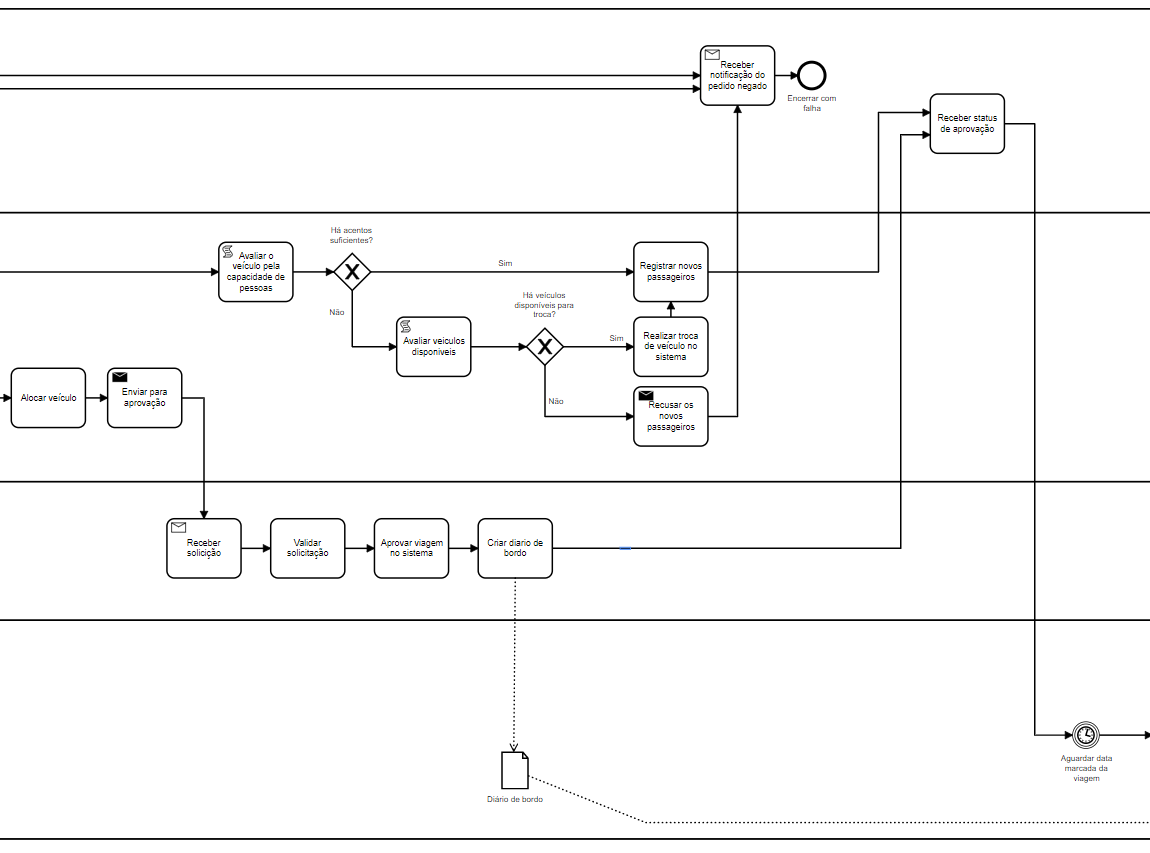 Receber
notificação do
pedido negado
Encerrar com
falha
Receber status
de aprovação
Há acentos
suficientes?
Avaliar o
veículo pela
capacidade de
pessoas
Sim
Não
Registrar novos
passageiros
Há veículos
disponíveis para
troca?
Avaliar veiculos
disponíveis
Sim
Realizar troca
de veículo no
sistema
Não
Recusar os
novos
passageiros
Alocar veículo
Enviar para
aprovação
Receber
solicição
Validar
solicitação
Aprovar viagem
no sistema
Criar diario de
bordo
Aguardar data
marcada da
viagem
Diário de bordo